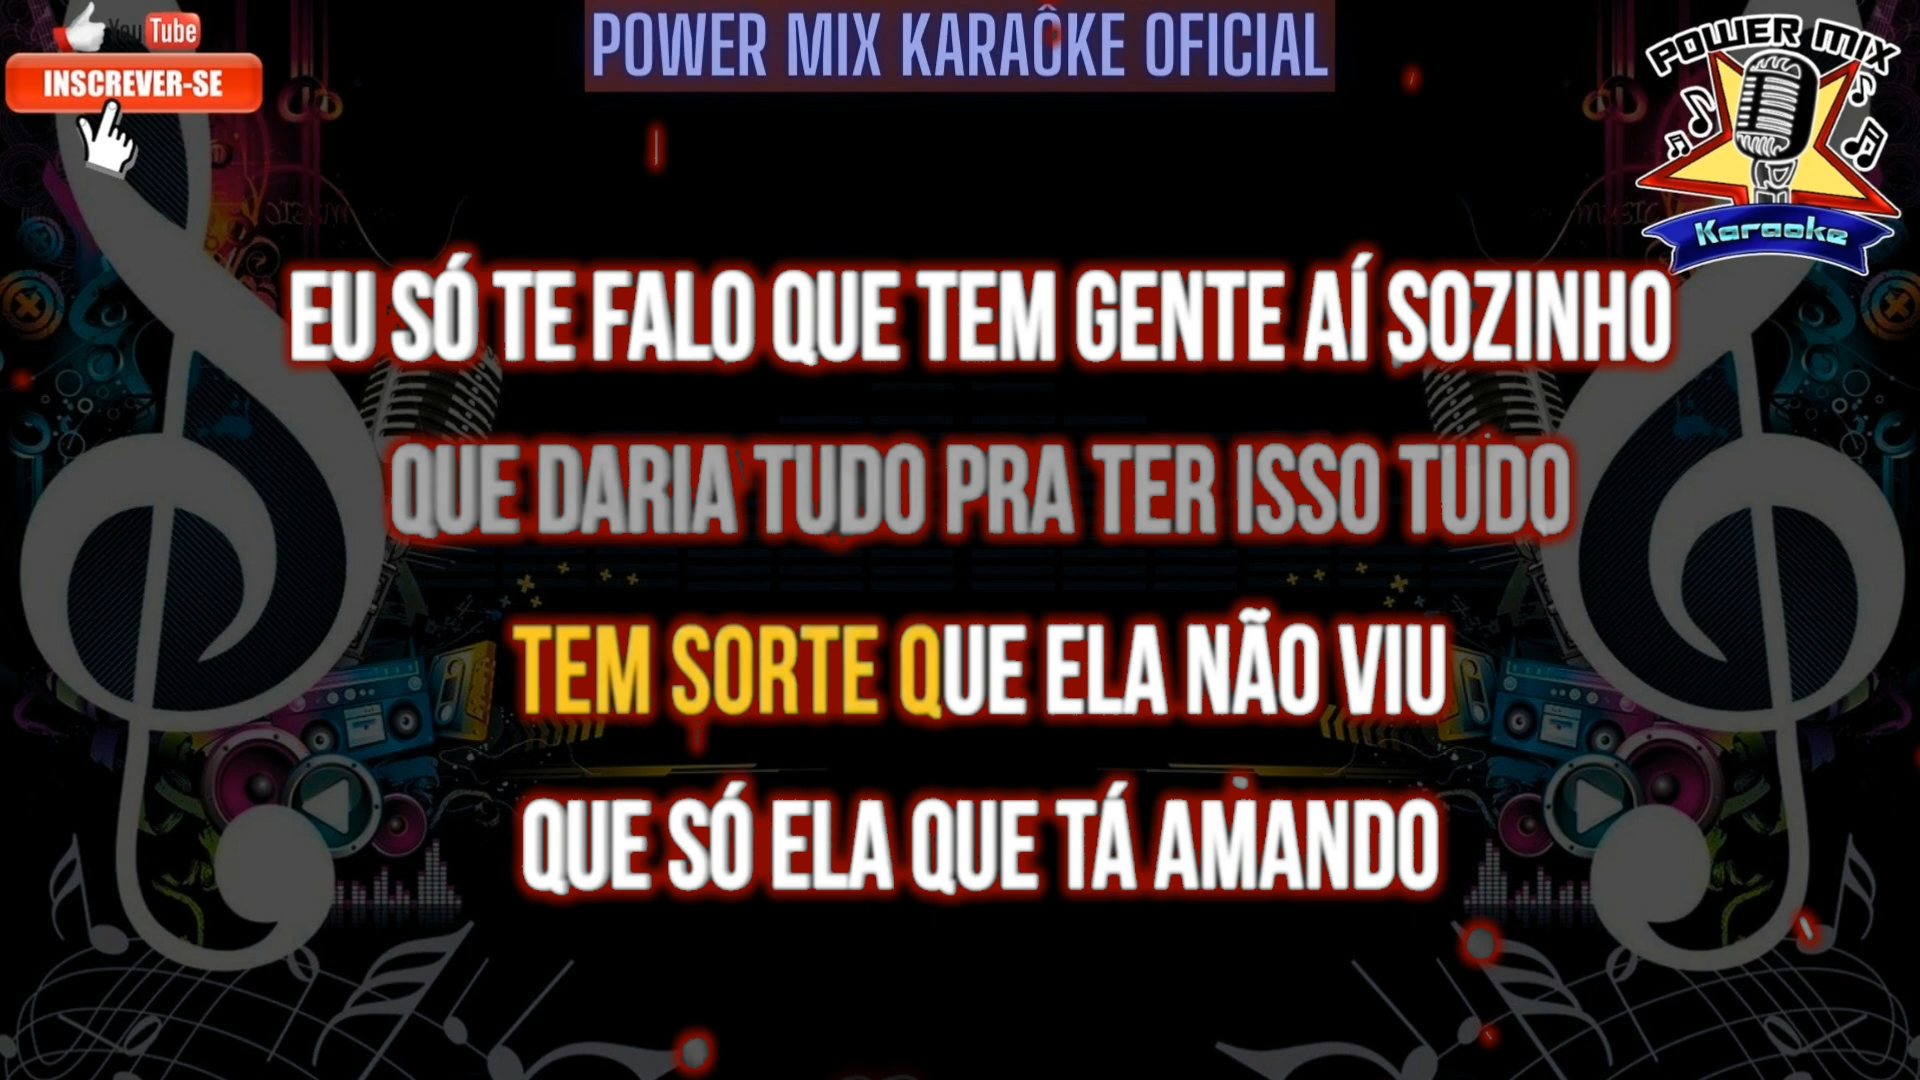 You Tube
INSCREVER-SE
POWER MIX KARAÔKE OFICIAL
POWER MIX
Karaoke
EU SÓ TE FALO QUE TEM GENTE AÍ SOZINHO
QUE DARIA TUDO PRA TER ISSO TUDO
TEM SORTE QUE ELA NÃO VIU
QUE SÓ ELA QUE TÁ AMANDO